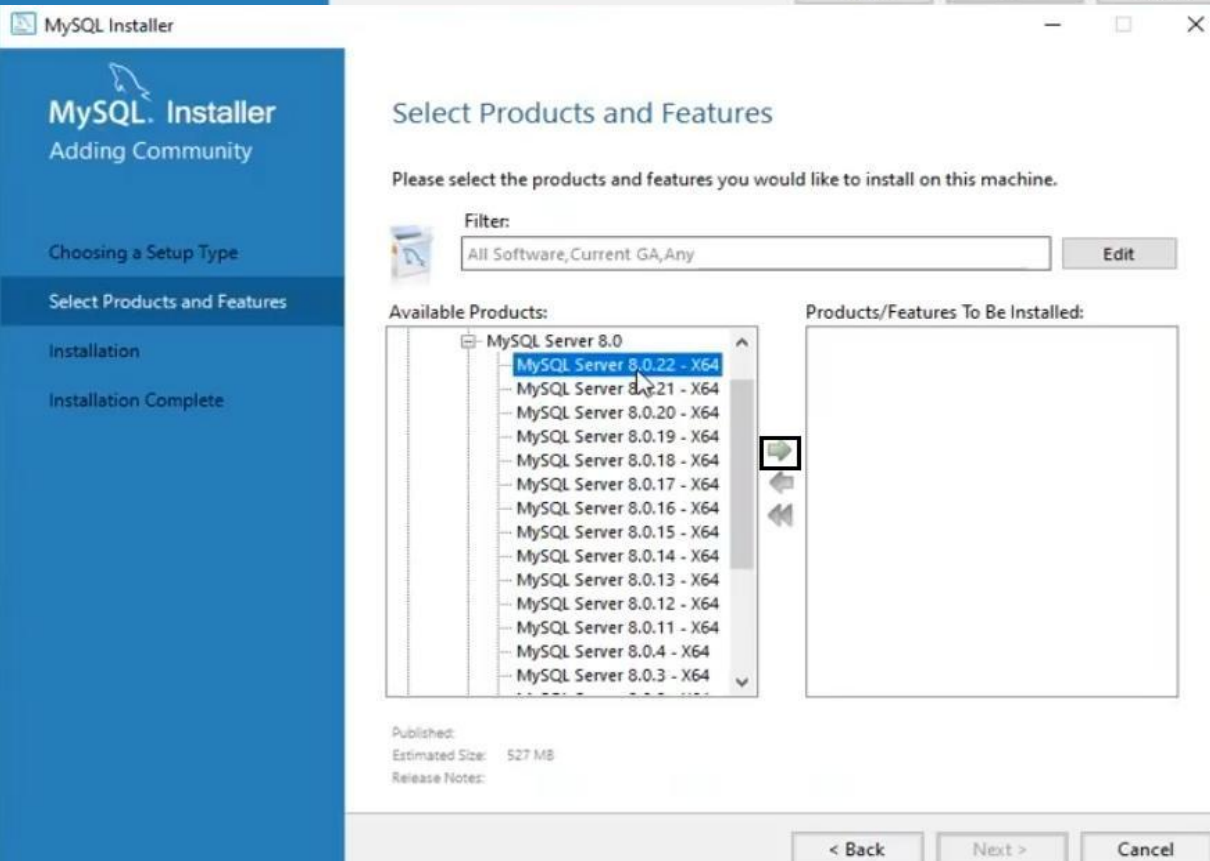 MySQL Installer
MySQL. Installer
Adding Community
Choosing a Setup Type
Select Products and Features
Installation
Installation Complete
Select Products and Features
Please select the products and features you would like to install on this machine.
Filter:
All Software,Current GA,Any
Edit
Available Products:
MySQL Server 8.0
MySQL Server 8.0.22 - X64
MySQL Server 8.0.21 - X64
MySQL Server 8.0.20 - X64
MySQL Server 8.0.19 - X64
MySQL Server 8.0.18 - X64
MySQL Server 8.0.17 - X64
MySQL Server 8.0.16 - X64
MySQL Server 8.0.15 - X64
MySQL Server 8.0.14 - X64
MySQL Server 8.0.13 - X64
MySQL Server 8.0.12 - X64
MySQL Server 8.0.11 - X64
MySQL Server 8.0.4 - X64
MySQL Server 8.0.3 - X64
Products/Features To Be Installed:
Published:
Estimated Size: 527 MB
Release Notes:
< Back
Next >
Cancel